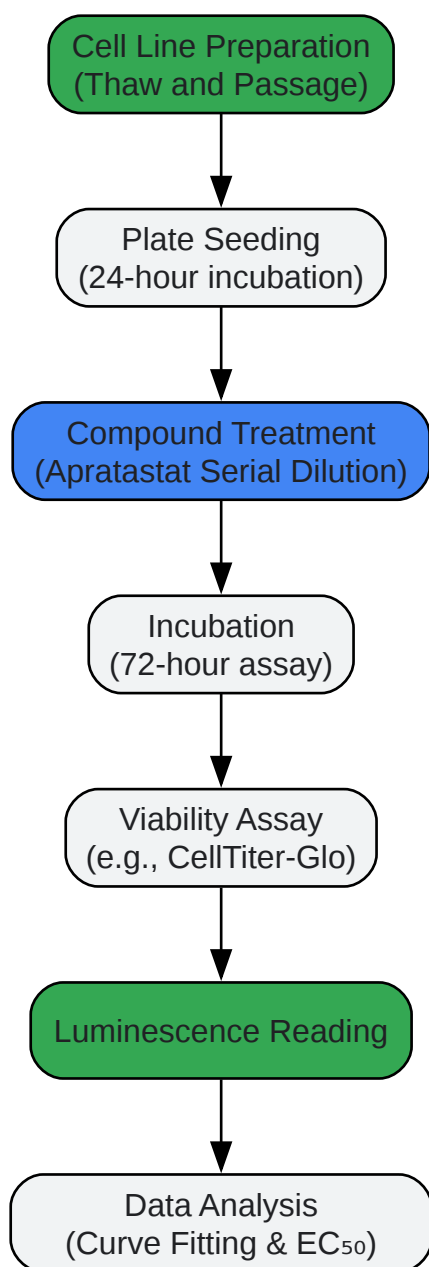 Cell Line Preparation
(Thaw and Passage)
Plate Seeding
(24-hour incubation)
Compound Treatment
(Apratastat Serial Dilution)
Incubation
(72-hour assay)
Viability Assay
(e.g., CellTiter-Glo)
Luminescence Reading
Data Analysis
(Curve Fitting & EC₅₀)